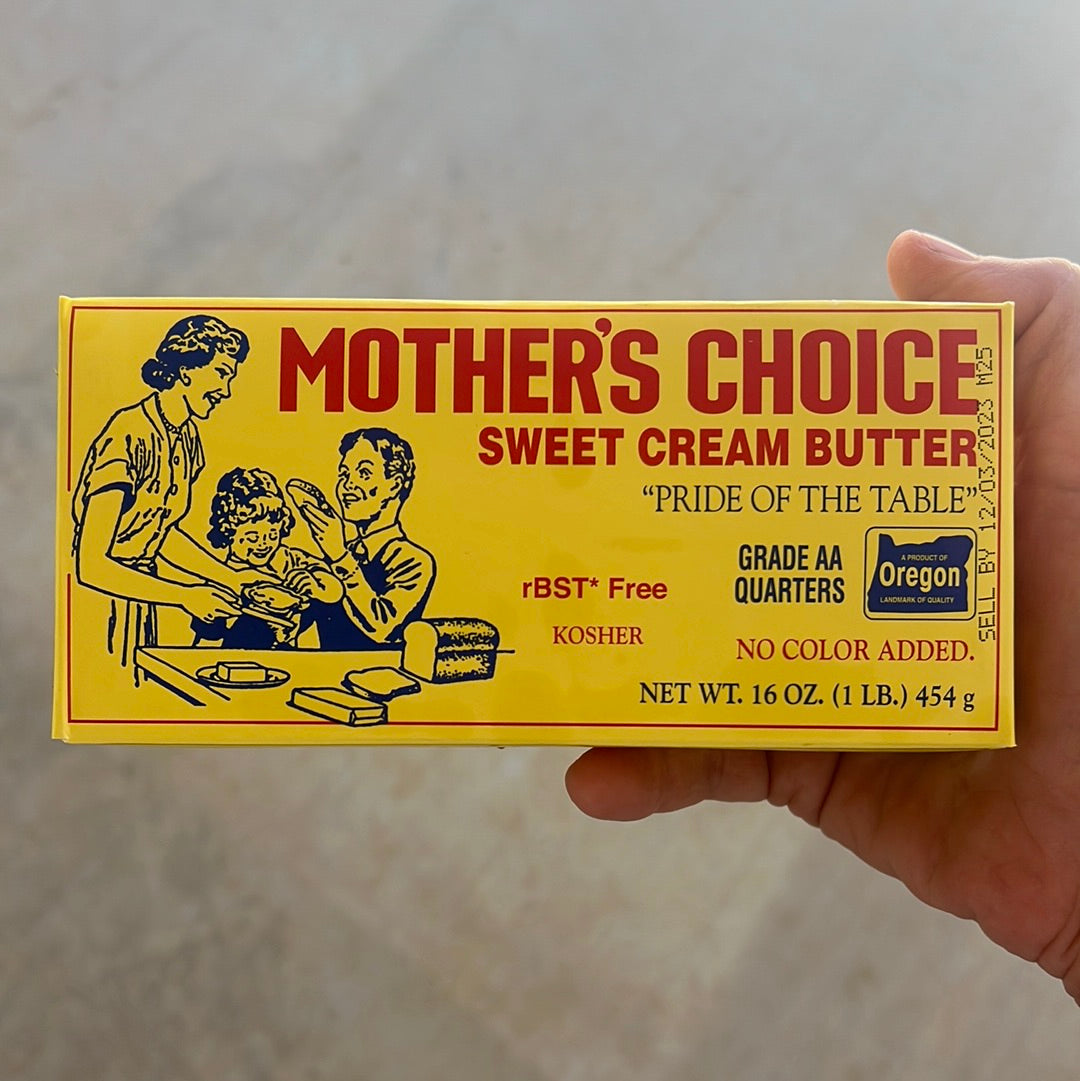 MOTHER'S CHOICE
SWEET CREAM BUTTER
“PRIDE OF THE TABLE”
GRADE AA
QUARTERS
A PRODUCT OF
Oregon
LANDMARK OF QUALITY
rBST* Free
KOSHER
NO COLOR ADDED.
NET WT. 16 OZ. (1 LB.) 454 g
SELL BY 12/03/2023 M25